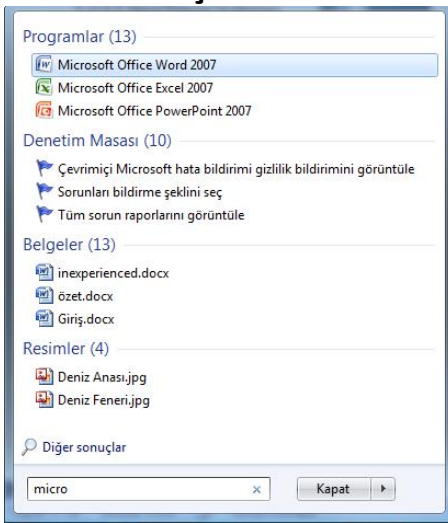 Programlar (13)
Microsoft Office Word 2007
Microsoft Office Excel 2007
Microsoft Office PowerPoint 2007
Denetim Masası (10)
Çevrimiçi Microsoft hata bildirimi gizlilik bildirimini görüntüle
Sorunları bildirme şeklini seç
Tüm sorun raporlarını görüntüle
Belgeler (13)
inexperienced.docx
özet.docx
Giriş.docx
Resimler (4)
Deniz Anası.jpg
Deniz Feneri.jpg
Diğer sonuçlar
micro
Kapat